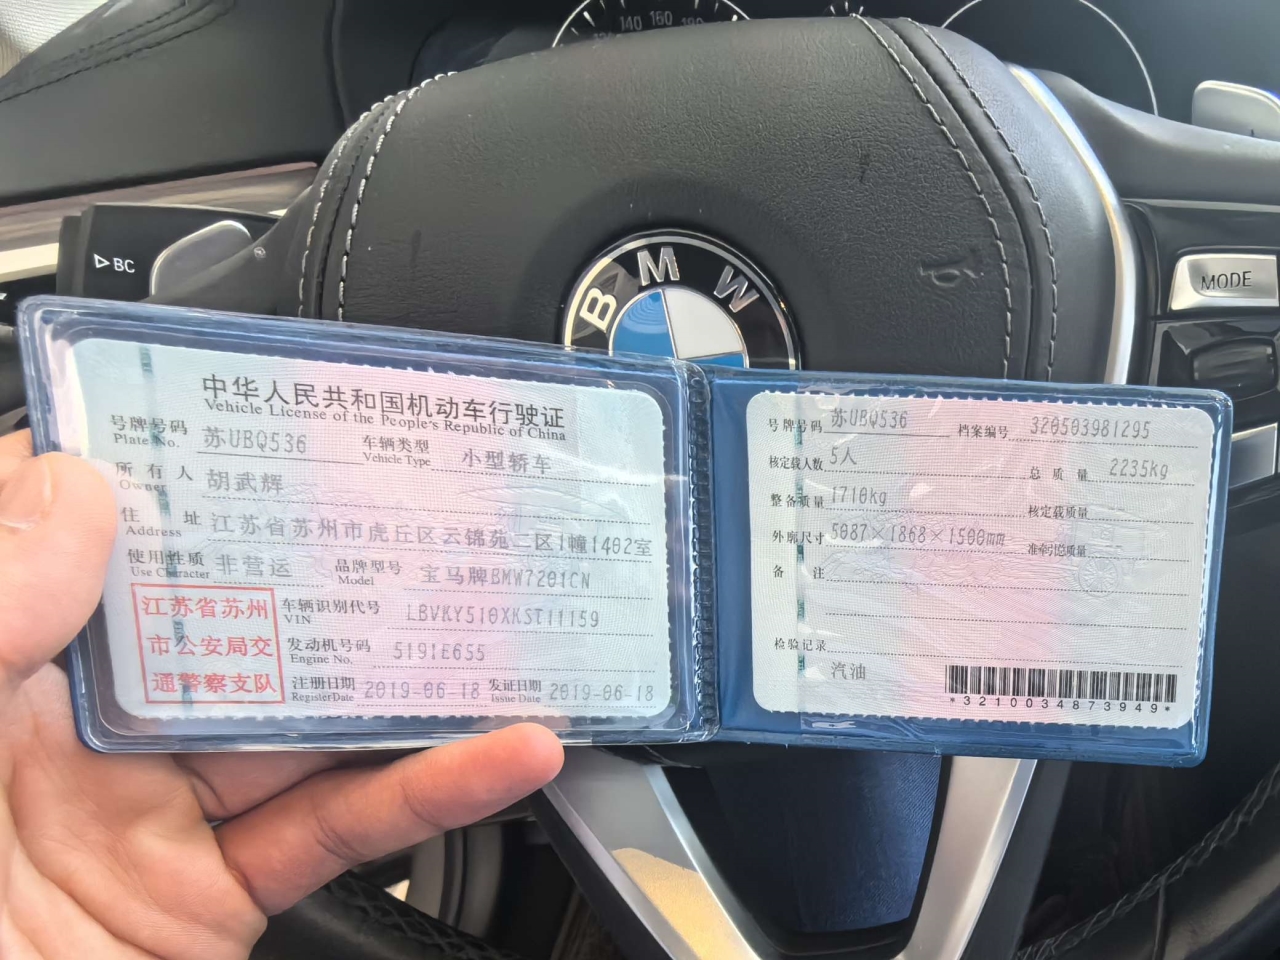 140 160 180
BC
BMW
MODE
中华人民共和国机动车行驶证
Vehicle License of the People's Republic of China
号牌号码 苏UBQ536 车辆类型 小型轿车
Plate No. Vehicle Type
所有人 胡武辉
Owner
住址 江苏省苏州市虎丘区云锦苑二区1幢1402室
Address
使用性质 非营运 品牌型号 宝马牌BMW7201CN
Use Character Model
江苏省苏州
市公安局交
通警察支队
车辆识别代号 LBVKY510XKST11159
VIN
发动机号码 5191E655
Engine No.
注册日期 2019-06-18 发证日期 2019-06-18
Register Date Issue Date
号牌号码 苏UBQ536 档案编号 320503981295
核定载人数 5人 总质量 2235kg
整备质量 1710kg 核定载质量
外廓尺寸 5087×1868×1500mm 准牵引总质量
备注
检验记录
汽油
*3210034873949*